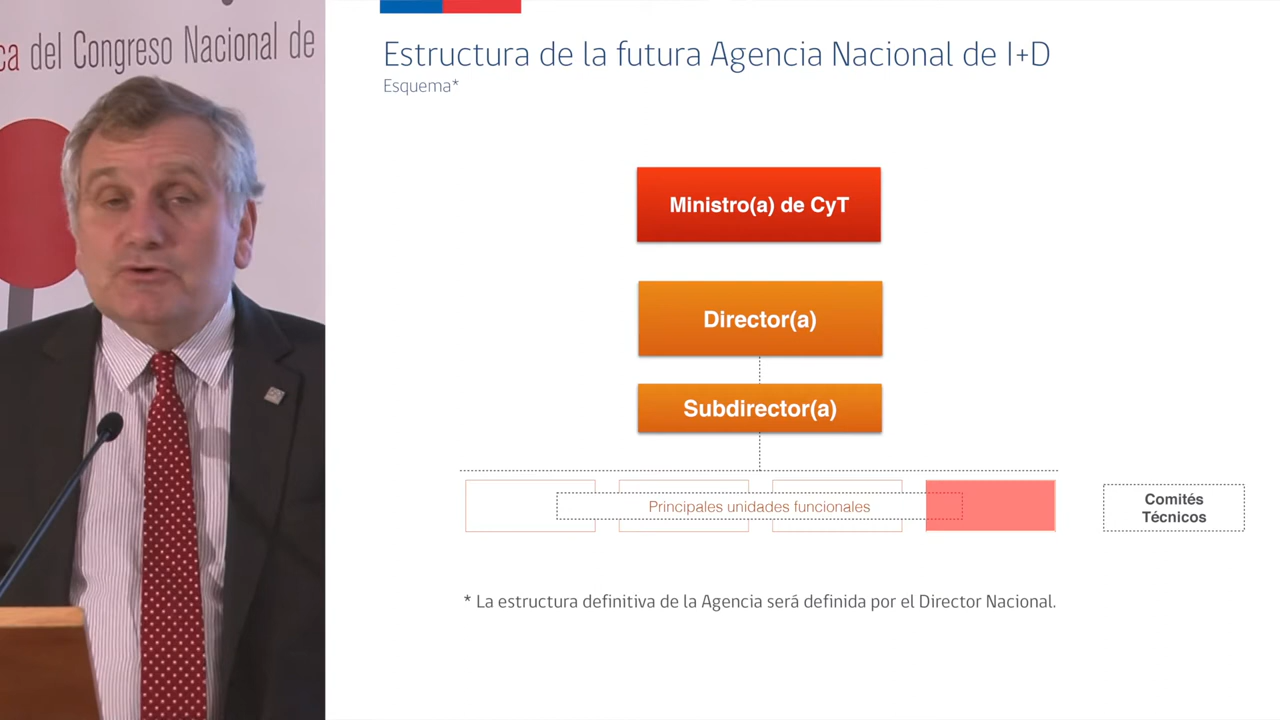 ca del Congreso Nacional de
Estructura de la futura Agencia Nacional de I+D
Esquema*
Ministro(a) de CyT
Director(a)
Subdirector(a)
Principales unidades funcionales
Comités
Técnicos
* La estructura definitiva de la Agencia será definida por el Director Nacional.